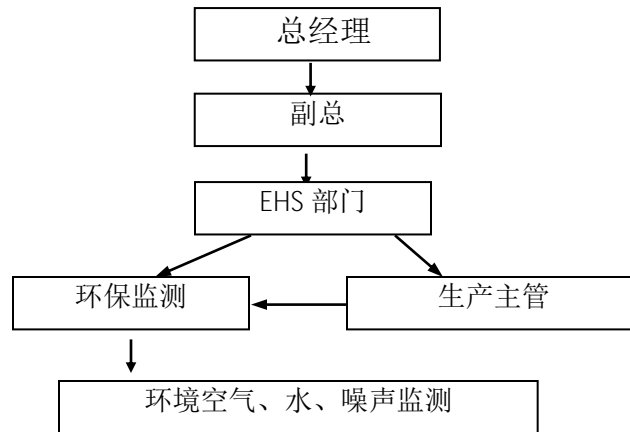 总经理
副总
EHS 部门
环保监测
生产主管
环境空气、水、噪声监测